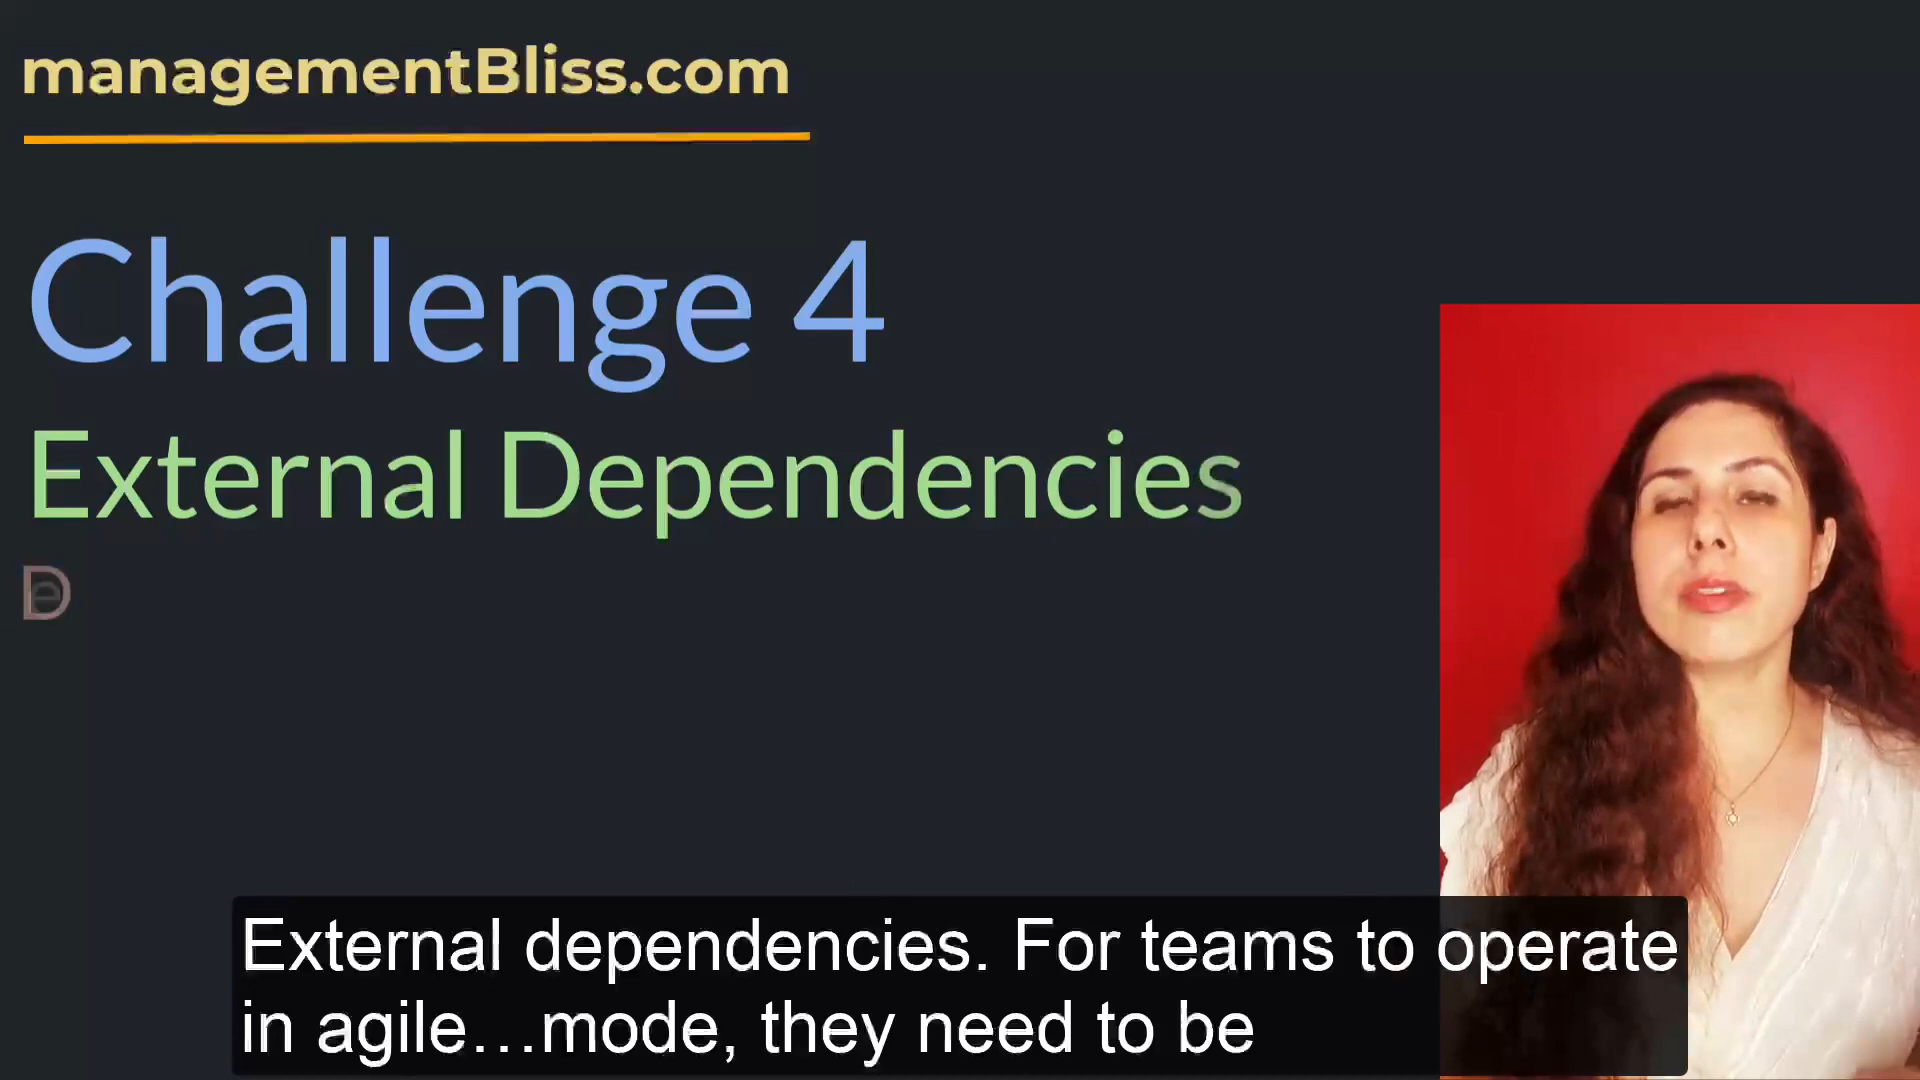 managementBliss.com
Challenge 4
External Dependencies
De
External dependencies. For teams to operate
in agile…mode, they need to be